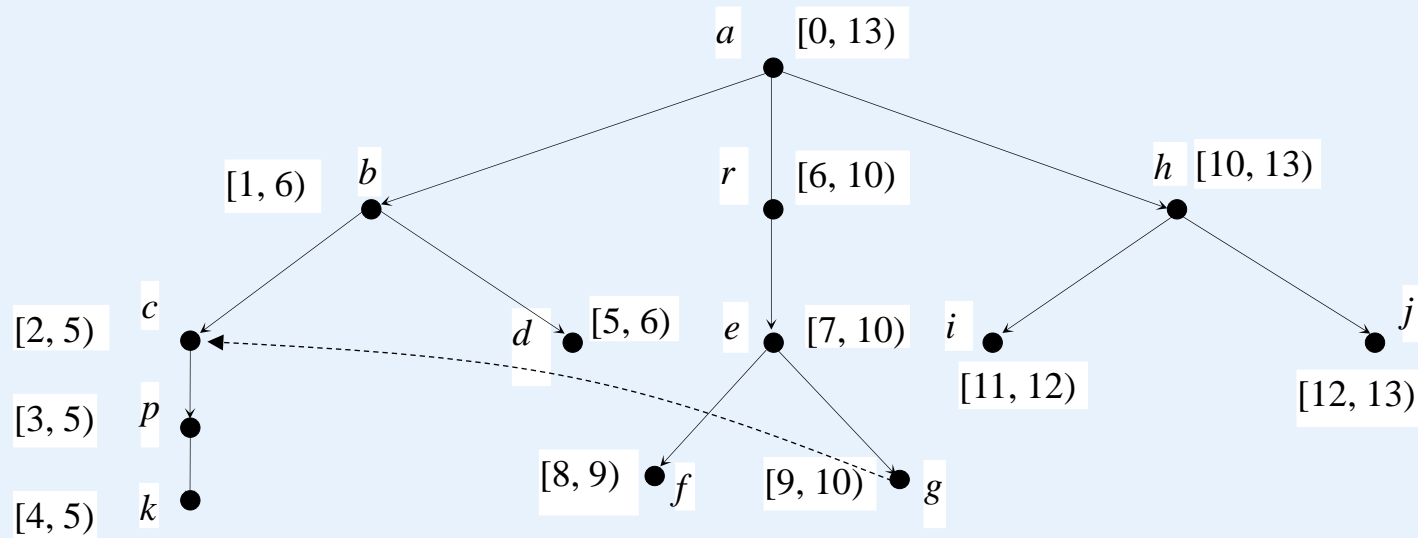 a [0, 13)
[1, 6) b
r [6, 10)
h [10, 13)
c
[2, 5)
d [5, 6)
e [7, 10)
i
j
[11, 12)
[12, 13)
[3, 5) p
[8, 9) f
[9, 10) g
[4, 5) k